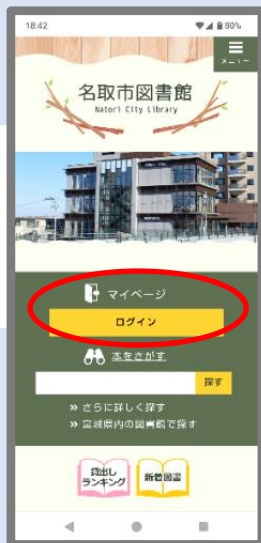 18:42
80%
メニュー
名取市図書館
Natori City Library
マイページ
ログイン
本をさがす
探す
» さらに詳しく探す
» 宮城県内の図書館で探す
貸出し
ランキング
新着図書